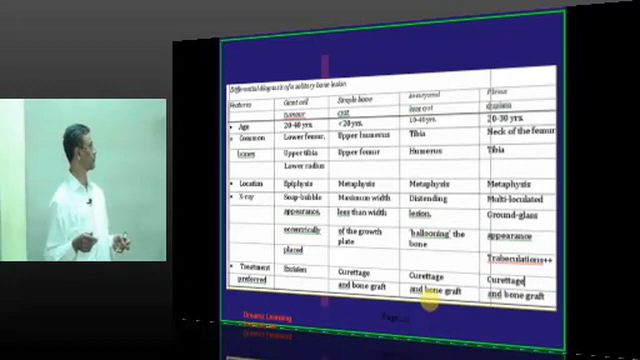 Differential diagnosis of a solitary bone lesion
Features Giant cell tumour Simple bone cyst Aneurysmal bone cyst Fibrous
Age 20-40 yrs. <20 yrs. 10-40 yrs. 20-30 yrs.
Common bones Lower femur, Upper humerus Tibia Neck of the femur
Upper tibia Upper femur Humerus Tibia
Lower radius
Location Epiphysis Metaphysis Metaphysis Metaphysis
X-ray Soap-bubble Maximum width Distending Multi-loculated
appearance, less than width lesion, Ground-glass
eccentrically of the growth 'ballooning' the appearance
placed plate bone
Trabeculations++
Treatment Excision Curettage Curettage Curettage
preferred and bone graft and bone graft and bone graft
Dreams Learning